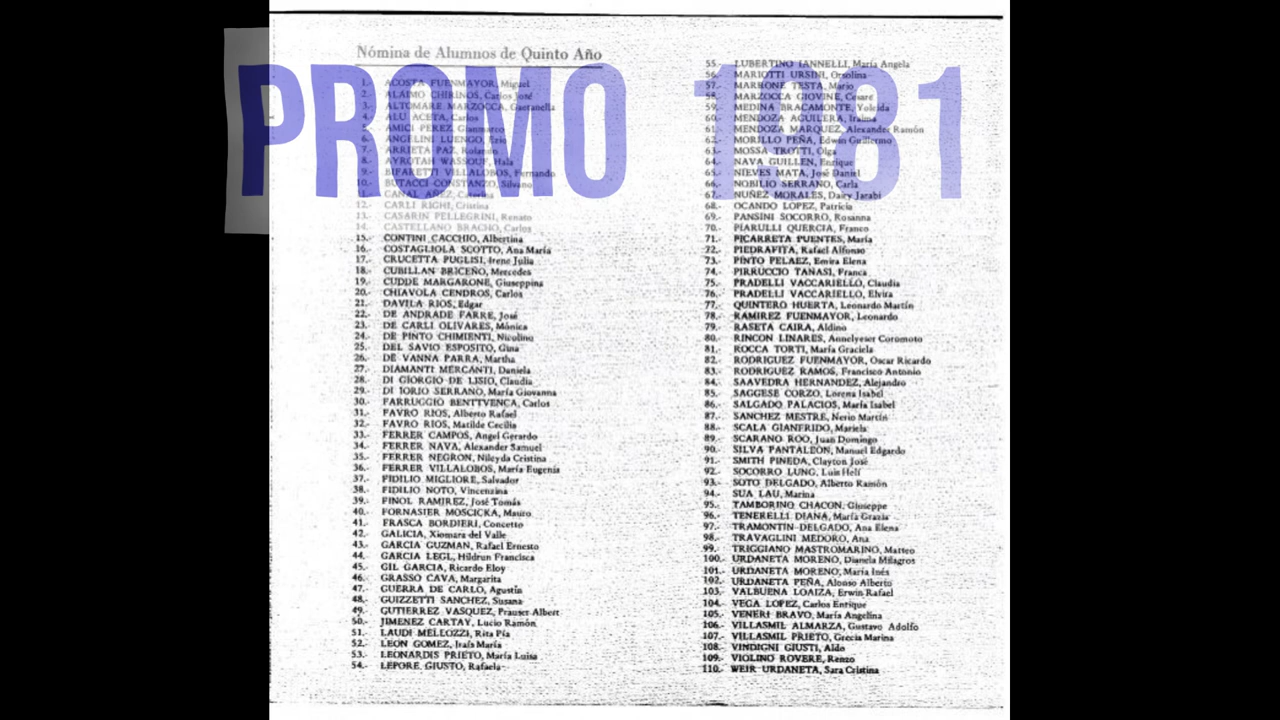 PROMO 1981
Nómina de Alumnos de Quinto Año
1.- ACOSTA FUENMAYOR, Miguel
2.- ALAIMO CHIRINOS, Carlos José
3.- ALTOMARE MARZOCCA, Gaetanella
4.- ALU ACETA, Carlos
5.- AMICI PEREZ, Gianmarco
6.- ANGELINI LUENGO, Ezio
7.- ARRIETA PAZ, Rolando
8.- AYROTAH WASSOUF, Hala
9.- BIFARETTI VILLALOBOS, Fernando
10.- BUTACCI CONSTANZO, Silvano
11.- CANAL AÑEZ, Caterina
12.- CARLI RIGHI, Cristina
13.- CASARIN PELLEGRINI, Renato
14.- CASTELLANO BRACHO, Carlos
15.- CONTINI CACCHIO, Albertina
16.- COSTAGLIOLA SCOTTO, Ana María
17.- CRUCETTA PUGLISI, Irene Julia
18.- CUBILLAN BRICEÑO, Mercedes
19.- CUDDE MARGARONE, Giuseppina
20.- CHIAVOLA CENDROS, Carlos
21.- DAVILA RIOS, Edgar
22.- DE ANDRADE FARRE, José
23.- DE CARLI OLIVARES, Mónica
24.- DE PINTO CHIMIENTI, Nicolino
25.- DEL SAVIO ESPOSITO, Gina
26.- DE VANNA PARRA, Martha
27.- DIAMANTI MERCANTI, Daniela
28.- DI GIORGIO DE LISIO, Claudia
29.- DI IORIO SERRANO, María Giovanna
30.- FARRUGGIO BENTTVENCA, Carlos
31.- FAVRO RIOS, Alberto Rafael
32.- FAVRO RIOS, Matilde Cecilia
33.- FERRER CAMPOS, Angel Gerardo
34.- FERRER NAVA, Alexander Samuel
35.- FERRER NEGRON, Nileyda Cristina
36.- FERRER VILLALOBOS, María Eugenia
37.- FIDILIO MIGLIORE, Salvador
38.- FIDILIO NOTO, Vincenzina
39.- FINOL RAMIREZ, José Tomás
40.- FORNASIER MOSCICKA, Mauro
41.- FRASCA BORDIERI, Concetto
42.- GALICIA, Xiomara del Valle
43.- GARCIA GUZMAN, Rafael Ernesto
44.- GARCIA LEGL, Hildrun Francisca
45.- GIL GARCIA, Ricardo Eloy
46.- GRASSO CAVA, Margarita
47.- GUERRA DE CARLO, Agustín
48.- GUIZZETTI SANCHEZ, Susana
49.- GUTIERREZ VASQUEZ, Prauser Albert
50.- JIMENEZ CARTAY, Lucio Ramón
51.- LAUDI MELLOZZI, Rita Pía
52.- LEON GOMEZ, Iraís María
53.- LEONARDIS PRIETO, María Luisa
54.- LEPORE GIUSTO, Rafaela
55.- LUBERTINO IANNELLI, María Angela
56.- MARIOTTI URSINI, Orsolina
57.- MARRONE TESTA, Mario
58.- MARZOCCA GIOVINE, Cesare
59.- MEDINA BRACAMONTE, Yoleida
60.- MENDOZA AGUILERA, Iraima
61.- MENDOZA MARQUEZ, Alexander Ramón
62.- MORILLO PEÑA, Edwin Guillermo
63.- MOSSA TROTTI, Olga
64.- NAVA GUILLEN, Enrique
65.- NIEVES MATA, José Daniel
66.- NOBILIO SERRANO, Carla
67.- NUÑEZ MORALES, Dairy Jarabi
68.- OCANDO LOPEZ, Patricia
69.- PANSINI SOCORRO, Rosanna
70.- PIARULLI QUERCIA, Franco
71.- PICARRETA PUENTES, María
72.- PIEDRAFITA, Rafael Alfonso
73.- PINTO PELAEZ, Emira Elena
74.- PIRRUCCIO TANASI, Franca
75.- PRADELLI VACCARIELLO, Claudia
76.- PRADELLI VACCARIELLO, Elvira
77.- QUINTERO HUERTA, Leonardo Martín
78.- RAMIREZ FUENMAYOR, Leonardo
79.- RASETA CAIRA, Aldino
80.- RINCON LINARES, Annelyeser Coromoto
81.- ROCCA TORTI, María Graciela
82.- RODRIGUEZ FUENMAYOR, Oscar Ricardo
83.- RODRIGUEZ RAMOS, Francisco Antonio
84.- SAAVEDRA HERNANDEZ, Alejandro
85.- SAGGESE CORZO, Lorena Isabel
86.- SALGADO PALACIOS, María Isabel
87.- SANCHEZ MESTRE, Nerio Martín
88.- SCALA GIANFRIDO, Mariela
89.- SCARANO ROO, Juan Domingo
90.- SILVA PANTALEON, Manuel Edgardo
91.- SMITH PINEDA, Clayton José
92.- SOCORRO LUNG, Luis Helí
93.- SOTO DELGADO, Alberto Ramón
94.- SUA LAU, Marina
95.- TAMBORINO CHACON, Giuseppe
96.- TENERELLI DIANA, María Grazia
97.- TRAMONTIN DELGADO, Ana Elena
98.- TRAVAGLINI MEDORO, Ana
99.- TRIGGIANO MASTROMARINO, Matteo
100.- URDANETA MORENO, Dianela Milagros
101.- URDANETA MORENO, María Inés
102.- URDANETA PEÑA, Alonso Alberto
103.- VALBUENA LOAIZA, Erwin Rafael
104.- VEGA LOPEZ, Carlos Enrique
105.- VENERI BRAVO, María Angelina
106.- VILLASMIL ALMARZA, Gustavo Adolfo
107.- VILLASMIL PRIETO, Grecia Marina
108.- VINDIGNI GIUSTI, Aldo
109.- VIOLINO ROVERE, Renzo
110.- WEIR URDANETA, Sara Cristina